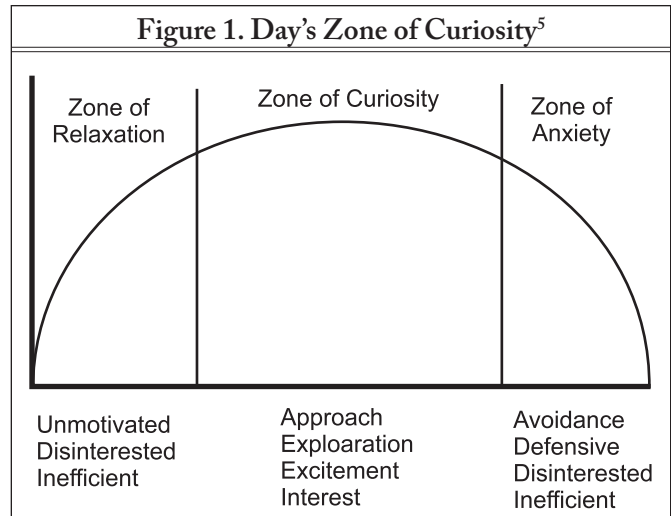 Figure 1. Day's Zone of Curiosity5
Zone of
Relaxation
Zone of Curiosity
Zone of
Anxiety
Unmotivated
Disinterested
Inefficient
Approach
Exploaration
Excitement
Interest
Avoidance
Defensive
Disinterested
Inefficient